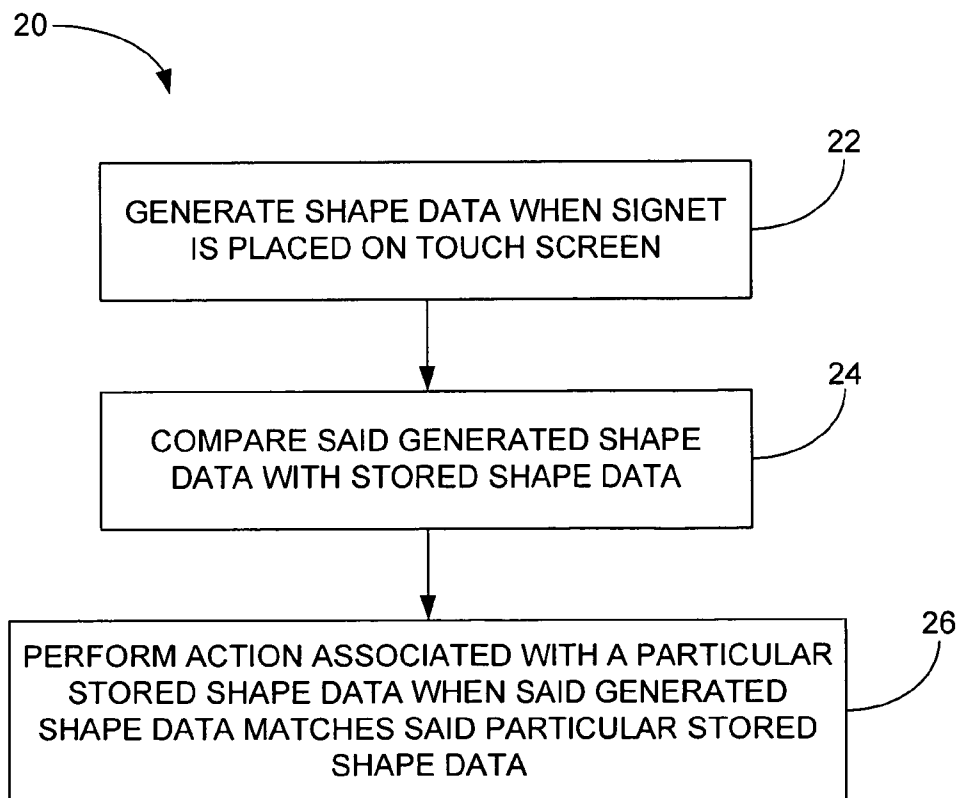 20
22
GENERATE SHAPE DATA WHEN SIGNET
IS PLACED ON TOUCH SCREEN
24
COMPARE SAID GENERATED SHAPE
DATA WITH STORED SHAPE DATA
26
PERFORM ACTION ASSOCIATED WITH A PARTICULAR
STORED SHAPE DATA WHEN SAID GENERATED
SHAPE DATA MATCHES SAID PARTICULAR STORED
SHAPE DATA